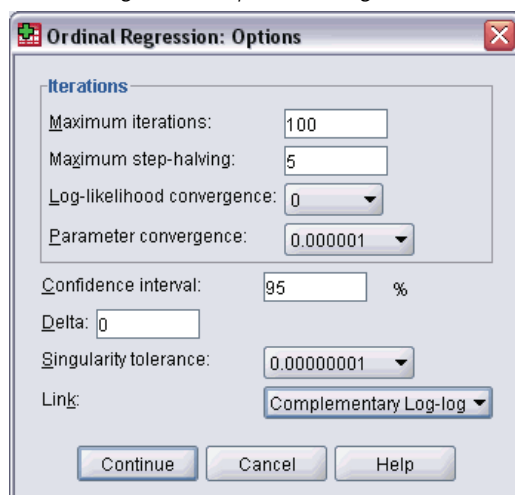 Ordinal Regression: Options
Iterations
Maximum iterations: 100
Maximum step-halving: 5
Log-likelihood convergence: 0
Parameter convergence: 0.000001
Confidence interval: 95 %
Delta: 0
Singularity tolerance: 0.00000001
Link: Complementary Log-log
Continue Cancel Help